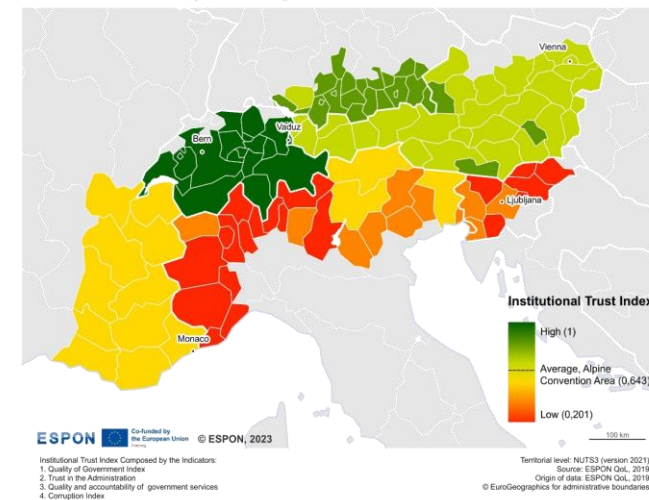 Vienna
Bern
Vaduz
Ljubljana
Monaco
Institutional Trust Index
High (1)
Average, Alpine
Convention Area (0,643)
Low (0,201)
100 km
ESPON
Co-funded by
the European Union
Interreg
© ESPON, 2023
Institutional Trust Index Composed by the Indicators:
1. Quality of Government Index
2. Trust in the Administration
3. Quality and accountability of government services
4. Corruption Index
Territorial level: NUTS3 (version 2021)
Source: ESPON QoL, 2019
Origin of data: ESPON QoL, 2019
© EuroGeographics for administrative boundaries